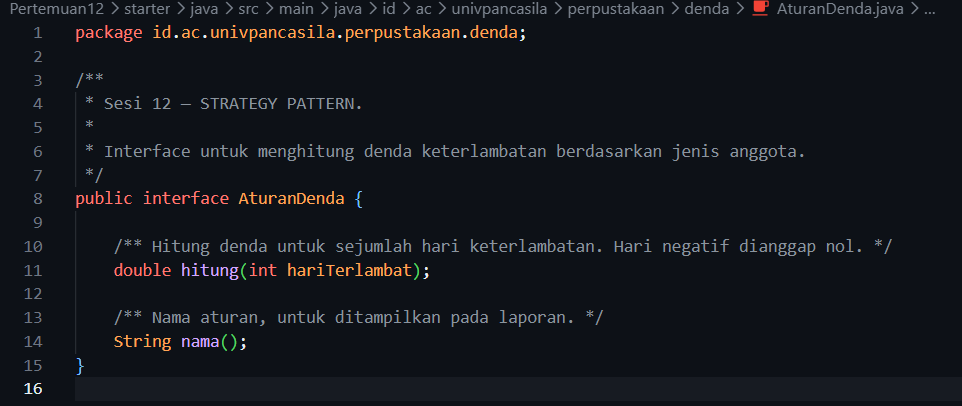 Pertemuan12 > starter > java > src > main > java > id > ac > univpancasila > perpustakaan > denda > AturanDenda.java > ...
1 package id.ac.univpancasila.perpustakaan.denda;
2
3 /**
4  * Sesi 12 — STRATEGY PATTERN.
5  *
6  * Interface untuk menghitung denda keterlambatan berdasarkan jenis anggota.
7  */
8 public interface AturanDenda {
9
10     /** Hitung denda untuk sejumlah hari keterlambatan. Hari negatif dianggap nol. */
11     double hitung(int hariTerlambat);
12
13     /** Nama aturan, untuk ditampilkan pada laporan. */
14     String nama();
15 }
16